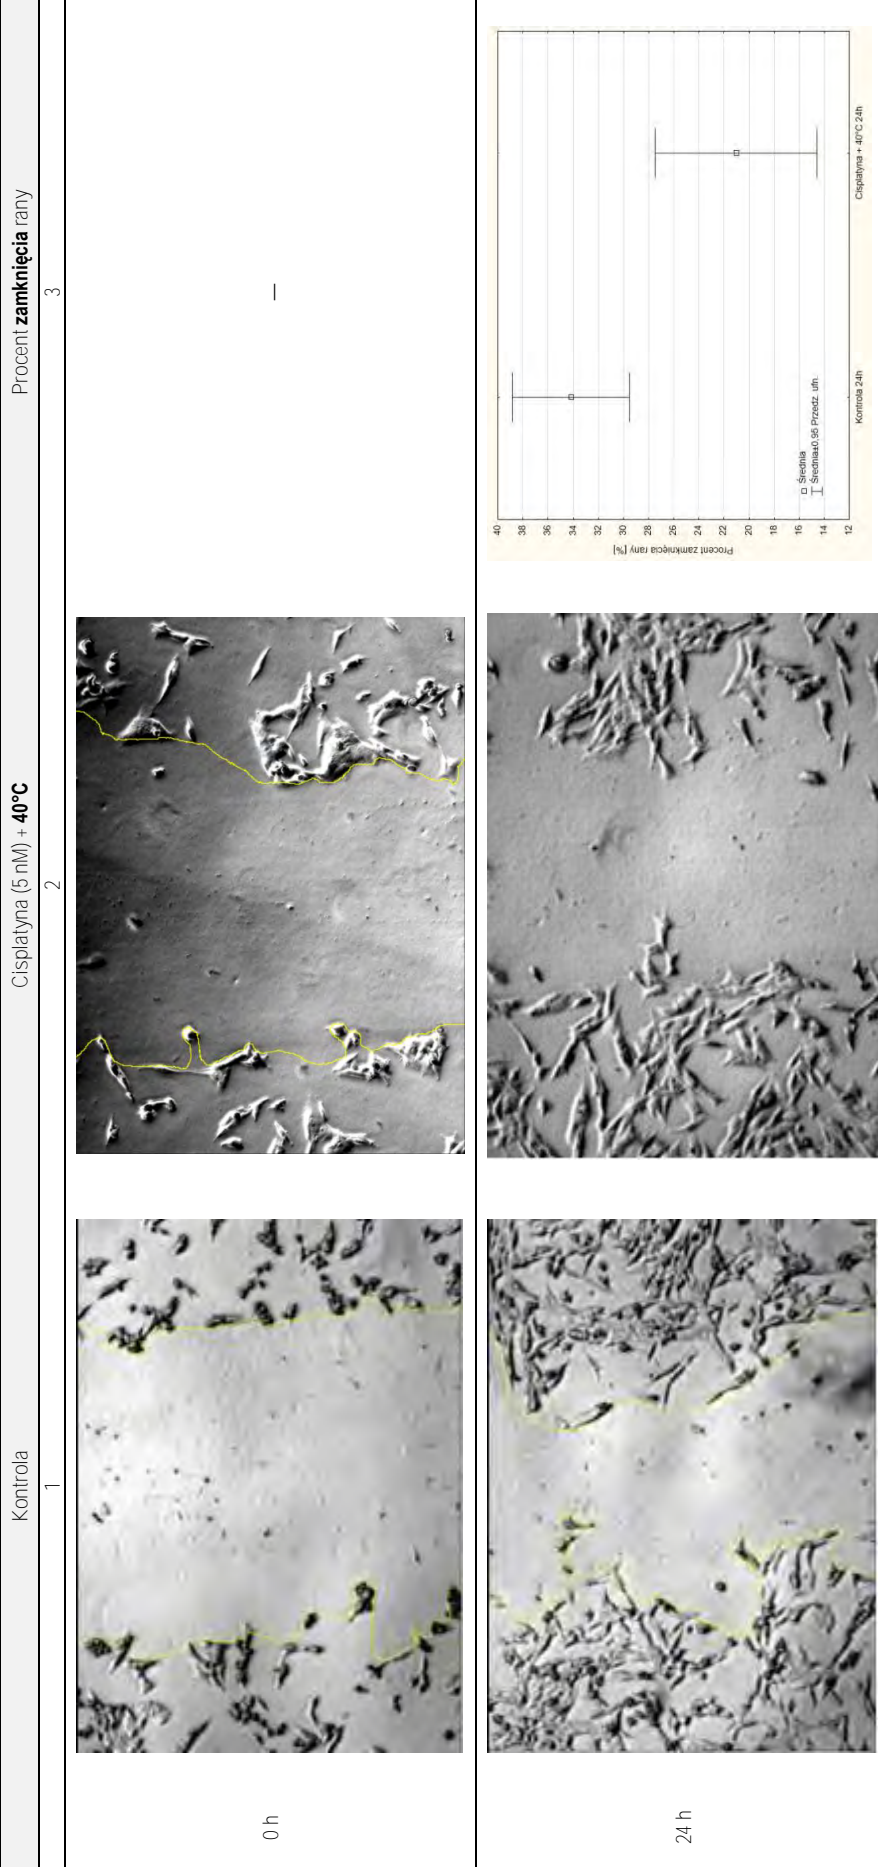 Kontrola
Cisplatyna (5 nM) + 40°C
Procent zamknięcia rany
1
2
3
0 h
–
24 h
Procent zamknięcia rany [%]
40
38
36
34
32
30
28
26
24
22
20
18
16
14
12
Średnia
Średnia±0,95 Przedz. ufn.
Kontrola 24h
Cisplatyna + 40°C 24h